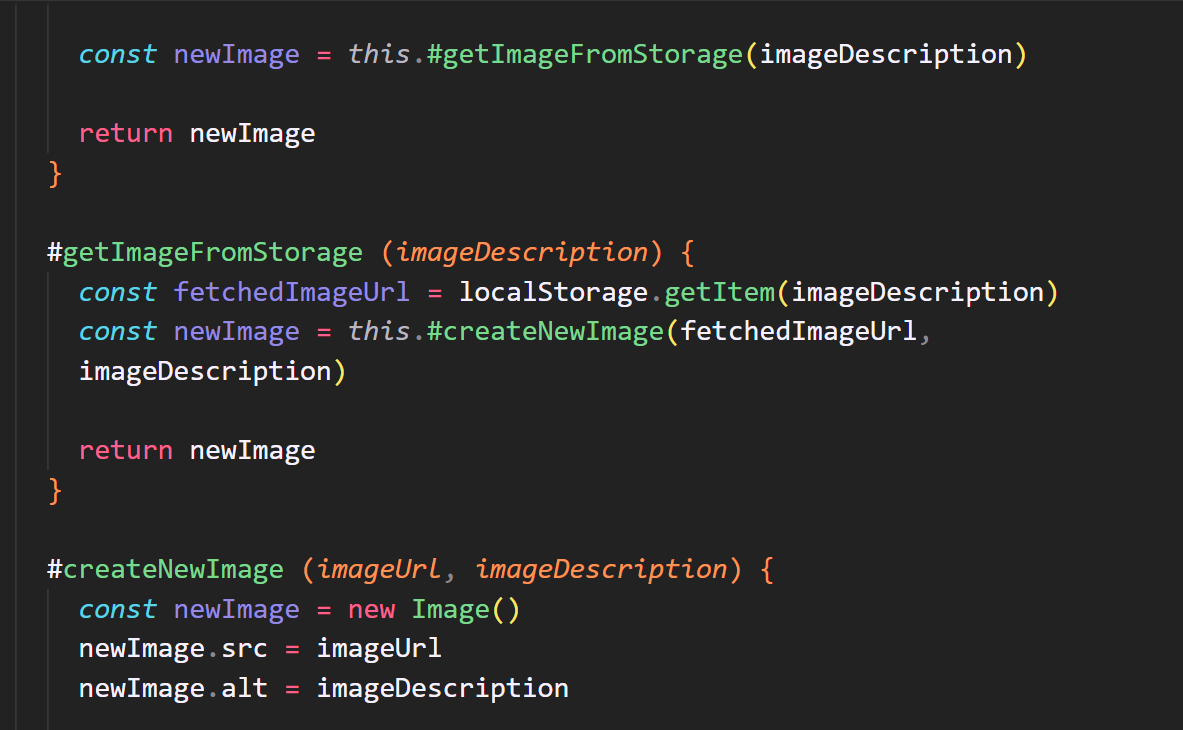 const newImage = this.#getImageFromStorage(imageDescription)
return newImage
}
#getImageFromStorage (imageDescription) {
const fetchedImageUrl = localStorage.getItem(imageDescription)
const newImage = this.#createNewImage(fetchedImageUrl,
imageDescription)
return newImage
}
#createNewImage (imageUrl, imageDescription) {
const newImage = new Image()
newImage.src = imageUrl
newImage.alt = imageDescription